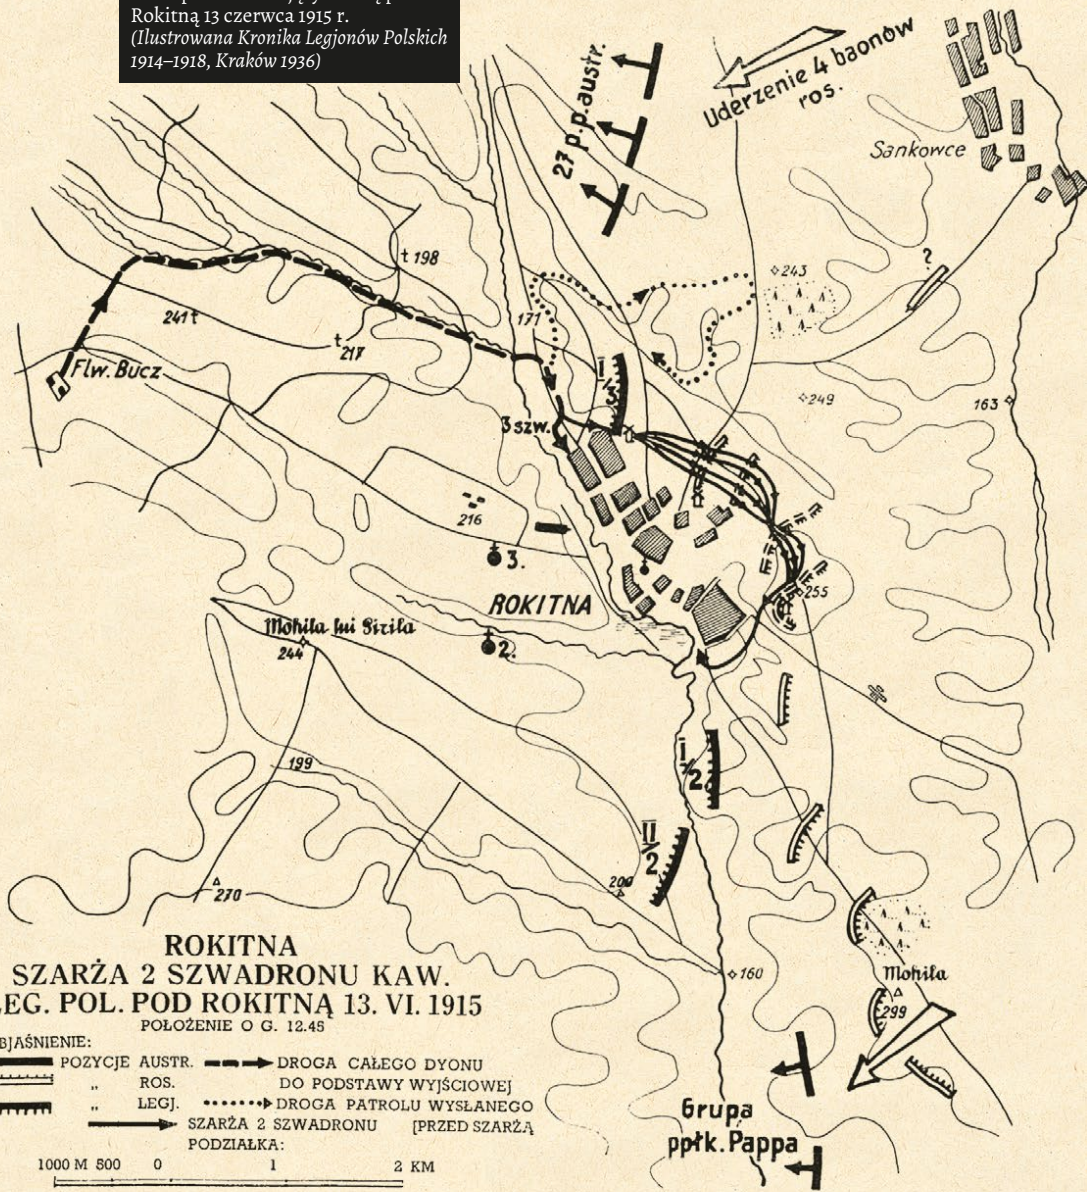 Rokitną 13 czerwca 1915 r.
(Ilustrowana Kronika Legjonów Polskich
1914–1918, Kraków 1936)
27 p.p. austr.
Uderzenie 4 baonów
ros.
Sankowce
198
243
?
241
217
171
Flw. Bucz
I/3
249
163
3 szw.
216
3.
ROKITNA
255
Mohila lui Sirila
244
2.
I/2
199
II/2
209
270
160
Mohila
299
ROKITNA
SZARŻA 2 SZWADRONU KAW.
LEG. POL. POD ROKITNĄ 13. VI. 1915
POŁOŻENIE O G. 12.45
BJAŚNIENIE:
POZYCJE AUSTR. DROGA CAŁEGO DYONU
„ ROS. DO PODSTAWY WYJŚCIOWEJ
„ LEGJ. DROGA PATROLU WYSŁANEGO
SZARŻA 2 SZWADRONU [PRZED SZARŻĄ
PODZIAŁKA:
1000 M 500 0 1 2 KM
Grupa
ppłk. Pappa